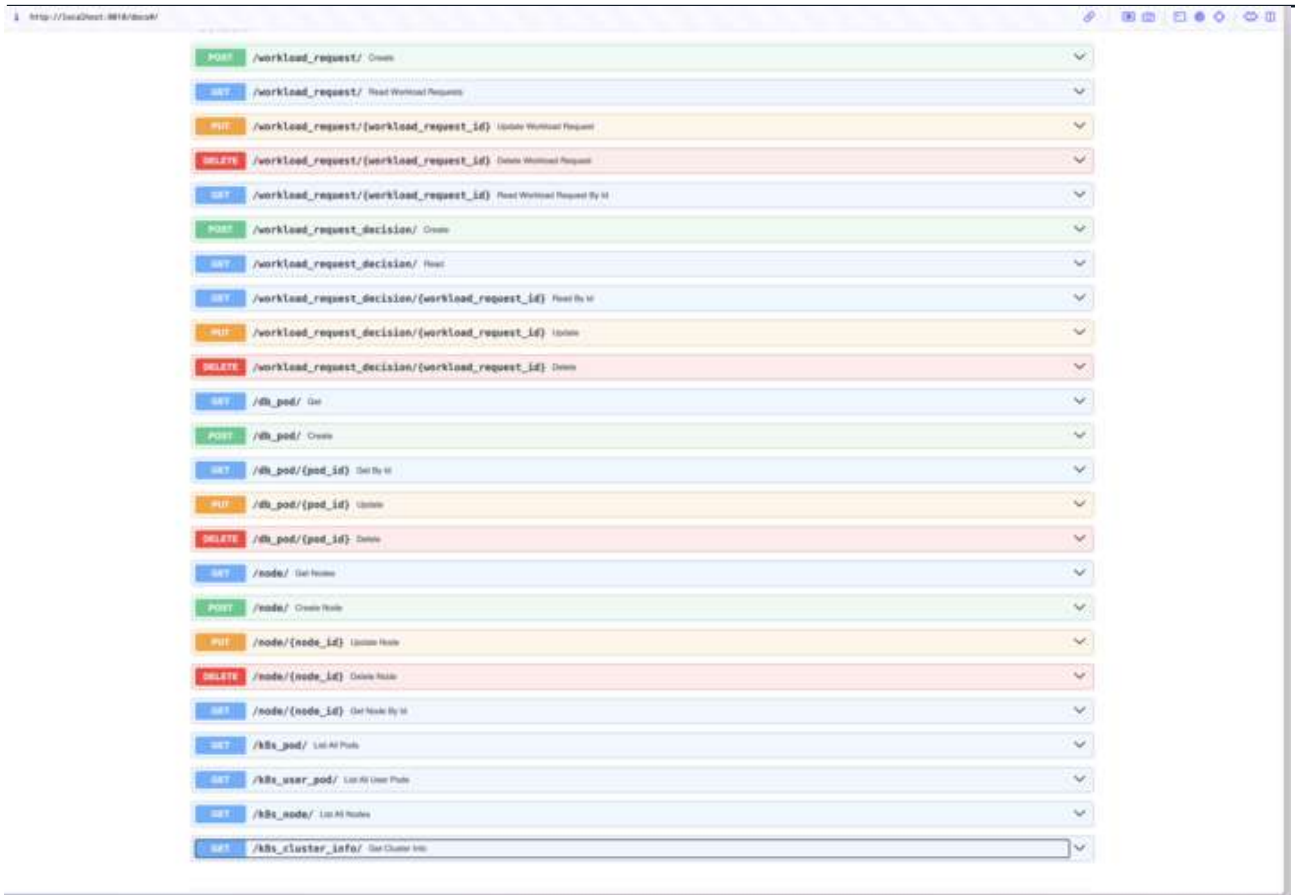 http://localhost:8010/docs#/
POST /workload_request/ Create
GET /workload_request/ Read Workload Requests
PUT /workload_request/{workload_request_id} Update Workload Request
DELETE /workload_request/{workload_request_id} Delete Workload Request
GET /workload_request/{workload_request_id} Read Workload Request By Id
POST /workload_request_decision/ Create
GET /workload_request_decision/ Read
GET /workload_request_decision/{workload_request_id} Read By Id
PUT /workload_request_decision/{workload_request_id} Update
DELETE /workload_request_decision/{workload_request_id} Delete
GET /db_pod/ Get
POST /db_pod/ Create
GET /db_pod/{pod_id} Get By Id
PUT /db_pod/{pod_id} Update
DELETE /db_pod/{pod_id} Delete
GET /node/ Get Nodes
POST /node/ Create Node
PUT /node/{node_id} Update Node
DELETE /node/{node_id} Delete Node
GET /node/{node_id} Get Node By Id
GET /k8s_pod/ List All Pods
GET /k8s_user_pod/ List All User Pods
GET /k8s_node/ List All Nodes
GET /k8s_cluster_info/ Get Cluster Info